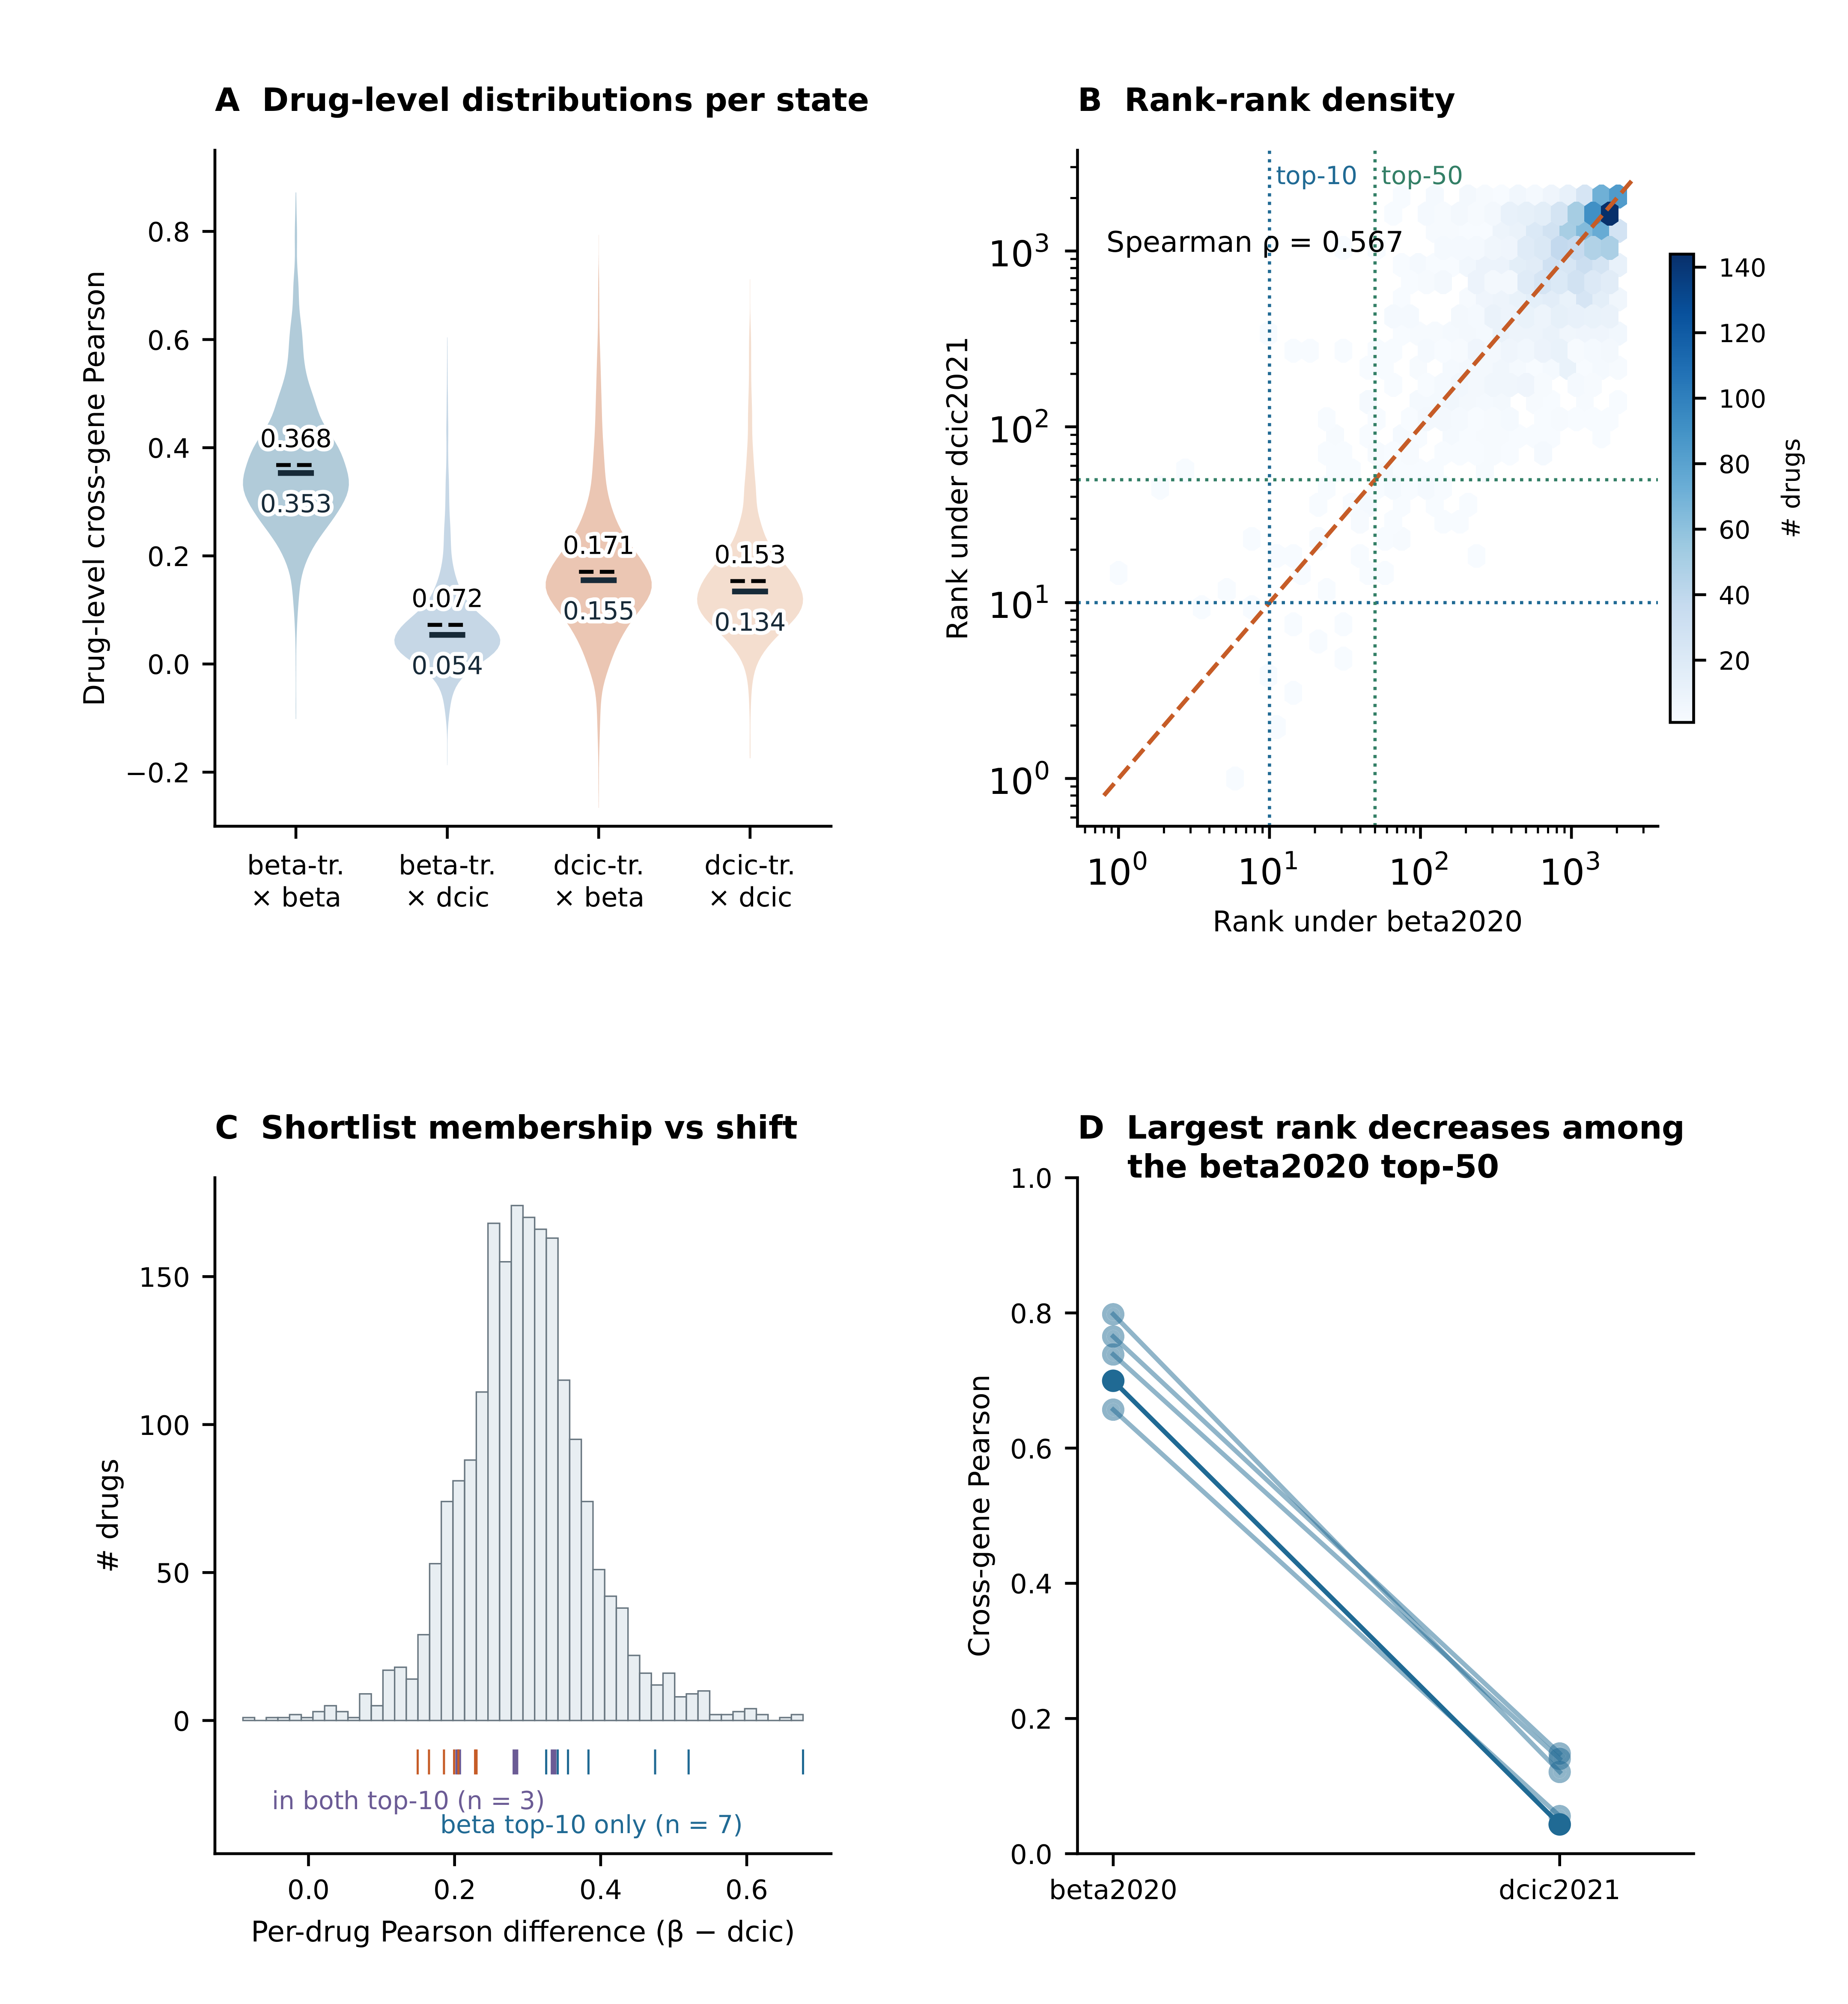 A Drug-level distributions per state
Drug-level cross-gene Pearson
0.8
0.6
0.4
0.2
0.0
−0.2
0.368
0.353
0.072
0.054
0.171
0.155
0.153
0.134
beta-tr.
× beta
beta-tr.
× dcic
dcic-tr.
× beta
dcic-tr.
× dcic
B Rank-rank density
top-10
top-50
Spearman ρ = 0.567
Rank under dcic2021
10³
10²
10¹
10⁰
10⁰
10¹
10²
10³
Rank under beta2020
140
120
100
80
60
40
20
# drugs
C Shortlist membership vs shift
# drugs
150
100
50
0
in both top-10 (n = 3)
beta top-10 only (n = 7)
0.0
0.2
0.4
0.6
Per-drug Pearson difference (β − dcic)
D Largest rank decreases among
the beta2020 top-50
Cross-gene Pearson
1.0
0.8
0.6
0.4
0.2
0.0
beta2020
dcic2021